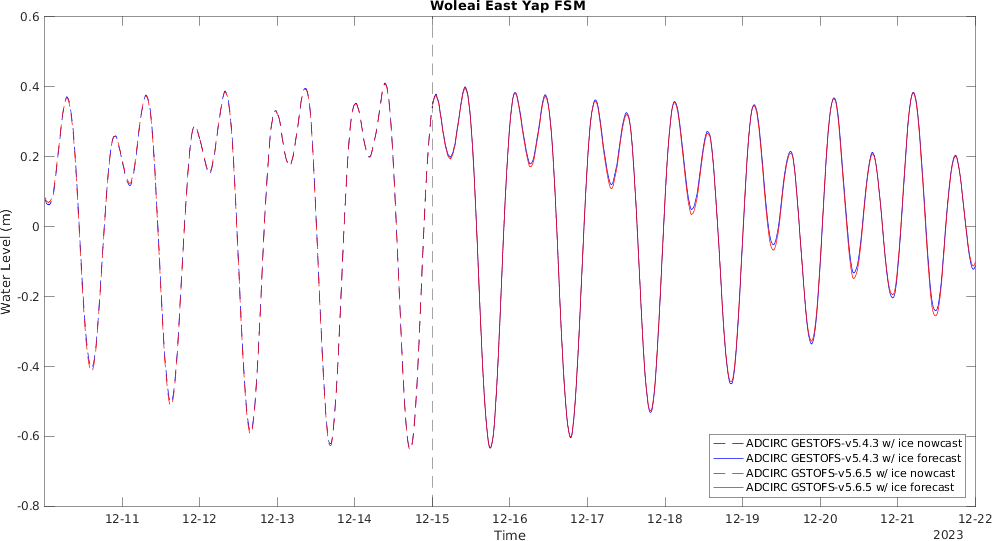 Woleai East Yap FSM
0.6
0.4
0.2
0
-0.2
-0.4
-0.6
-0.8
Water Level (m)
ADCIRC GESTOFS-v5.4.3 w/ ice nowcast
ADCIRC GESTOFS-v5.4.3 w/ ice forecast
ADCIRC GSTOFS-v5.6.5 w/ ice nowcast
ADCIRC GSTOFS-v5.6.5 w/ ice forecast
12-11 12-12 12-13 12-14 12-15 12-16 12-17 12-18 12-19 12-20 12-21 12-22
Time
2023